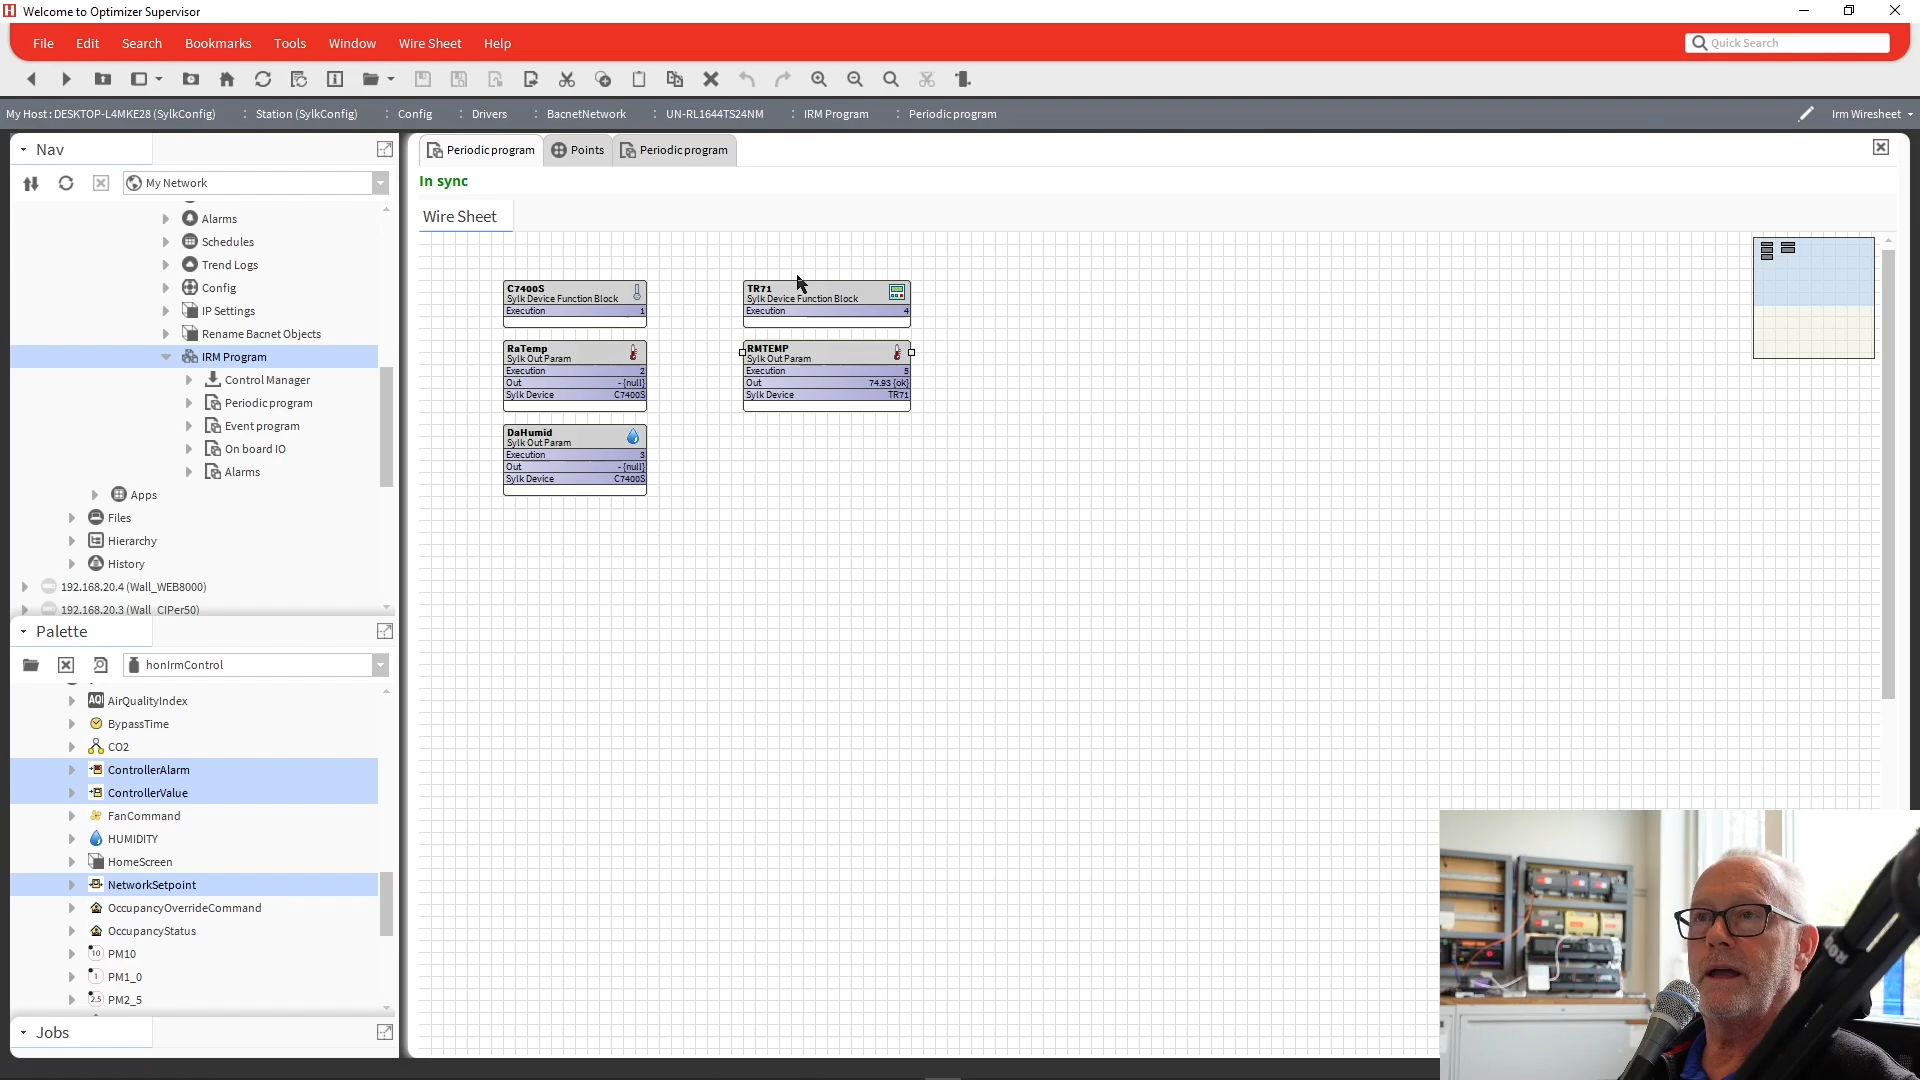 Welcome to Optimizer Supervisor
File Edit Search Bookmarks Tools Window Wire Sheet Help
Quick Search
My Host : DESKTOP-L4MKE28 (SylkConfig) : Station (SylkConfig) : Config : Drivers : BacnetNetwork : UN-RL1644TS24NM : IRM Program : Periodic program
Irm Wiresheet
Nav
My Network
Alarms
Schedules
Trend Logs
Config
IP Settings
Rename Bacnet Objects
IRM Program
Control Manager
Periodic program
Event program
On board IO
Alarms
Apps
Files
Hierarchy
History
192.168.20.4 (Wall_WEB8000)
192.168.20.3 (Wall_CIPer50)
Palette
honIrmControl
AQI AirQualityIndex
BypassTime
CO2
ControllerAlarm
ControllerValue
FanCommand
HUMIDITY
HomeScreen
NetworkSetpoint
OccupancyOverrideCommand
OccupancyStatus
10 PM10
1 PM1_0
2.5 PM2_5
Jobs
Periodic program Points Periodic program
In sync
Wire Sheet
C7400S
Sylk Device Function Block
Execution 1
RaTemp
Sylk Out Param
Execution 2
Out - {null}
Sylk Device C7400S
DaHumid
Sylk Out Param
Execution 3
Out - {null}
Sylk Device C7400S
TR71
Sylk Device Function Block
Execution 4
RMTEMP
Sylk Out Param
Execution 5
Out 74.93 {ok}
Sylk Device TR71